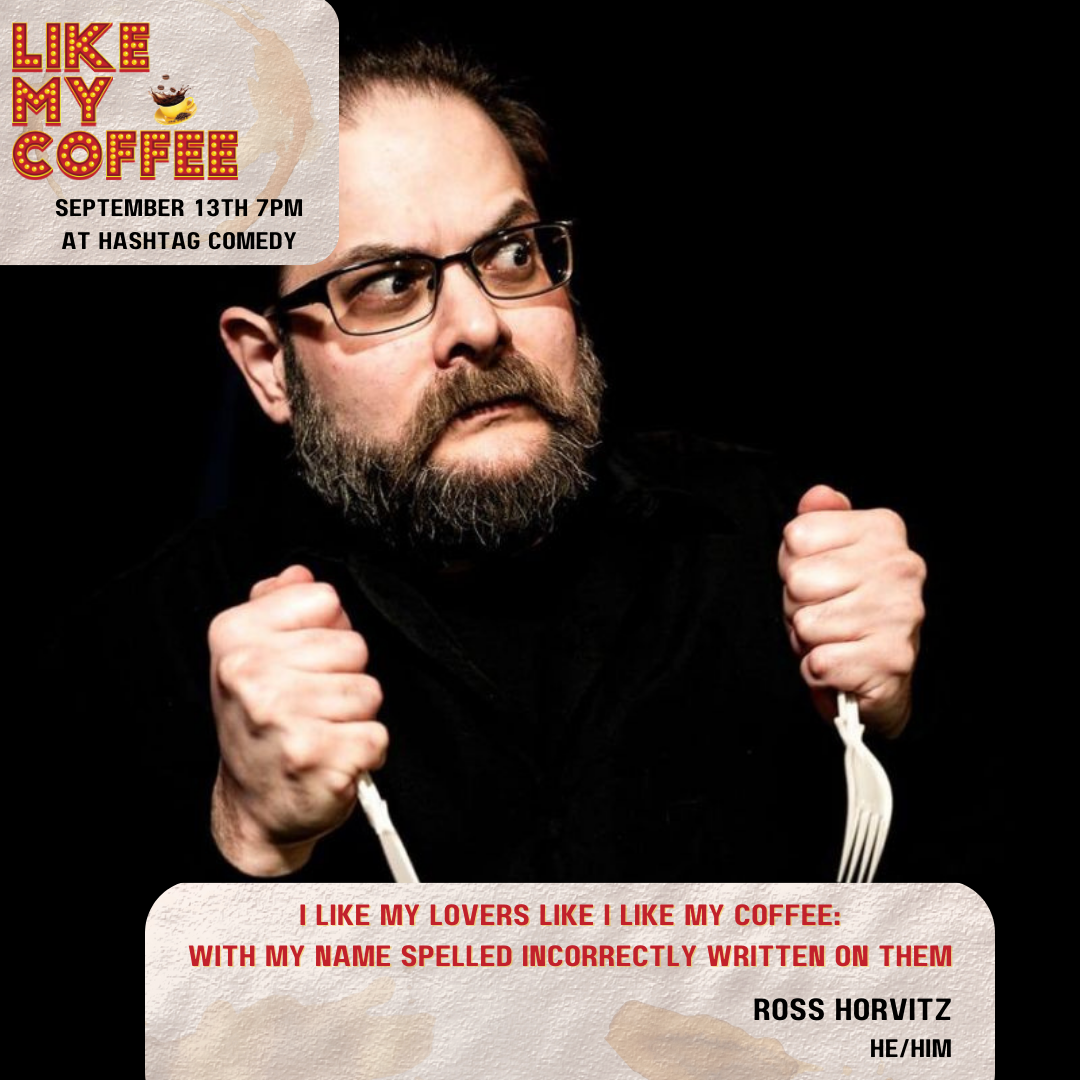 LIKE
MY
COFFEE
SEPTEMBER 13TH 7PM
AT HASHTAG COMEDY
I LIKE MY LOVERS LIKE I LIKE MY COFFEE:
WITH MY NAME SPELLED INCORRECTLY WRITTEN ON THEM
ROSS HORVITZ
HE/HIM